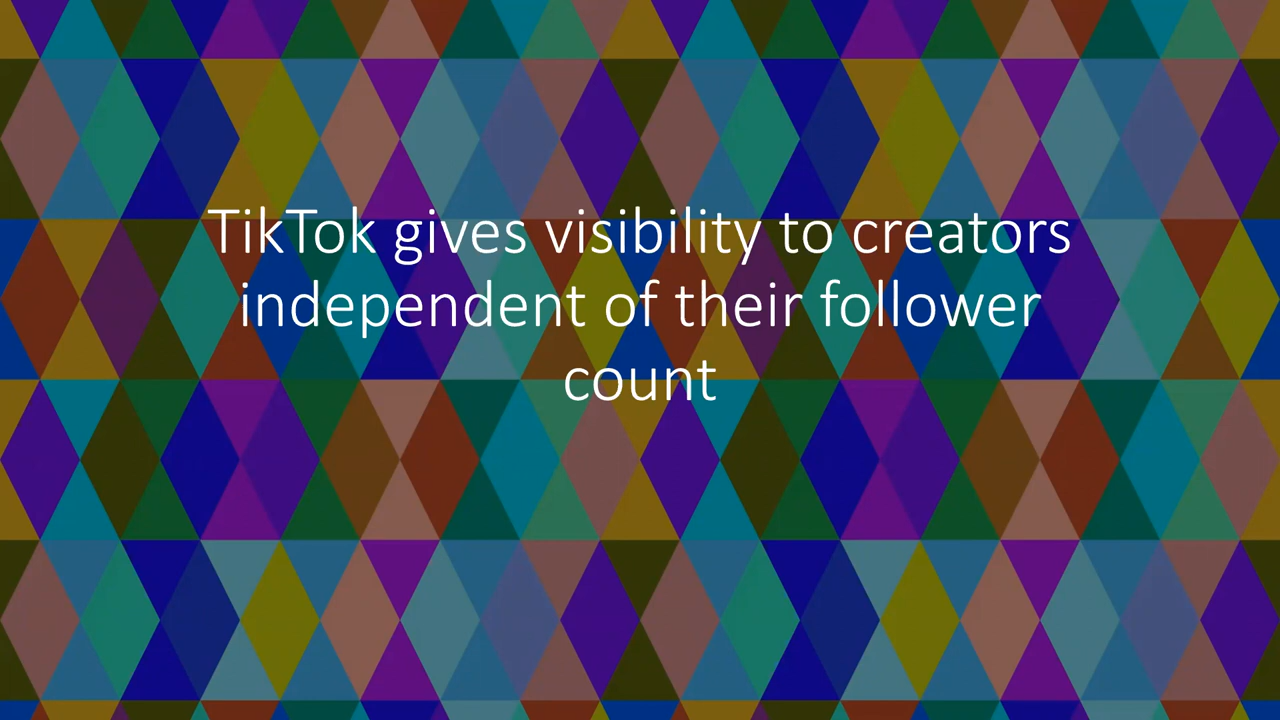 TikTok gives visibility to creators
independent of their follower
count